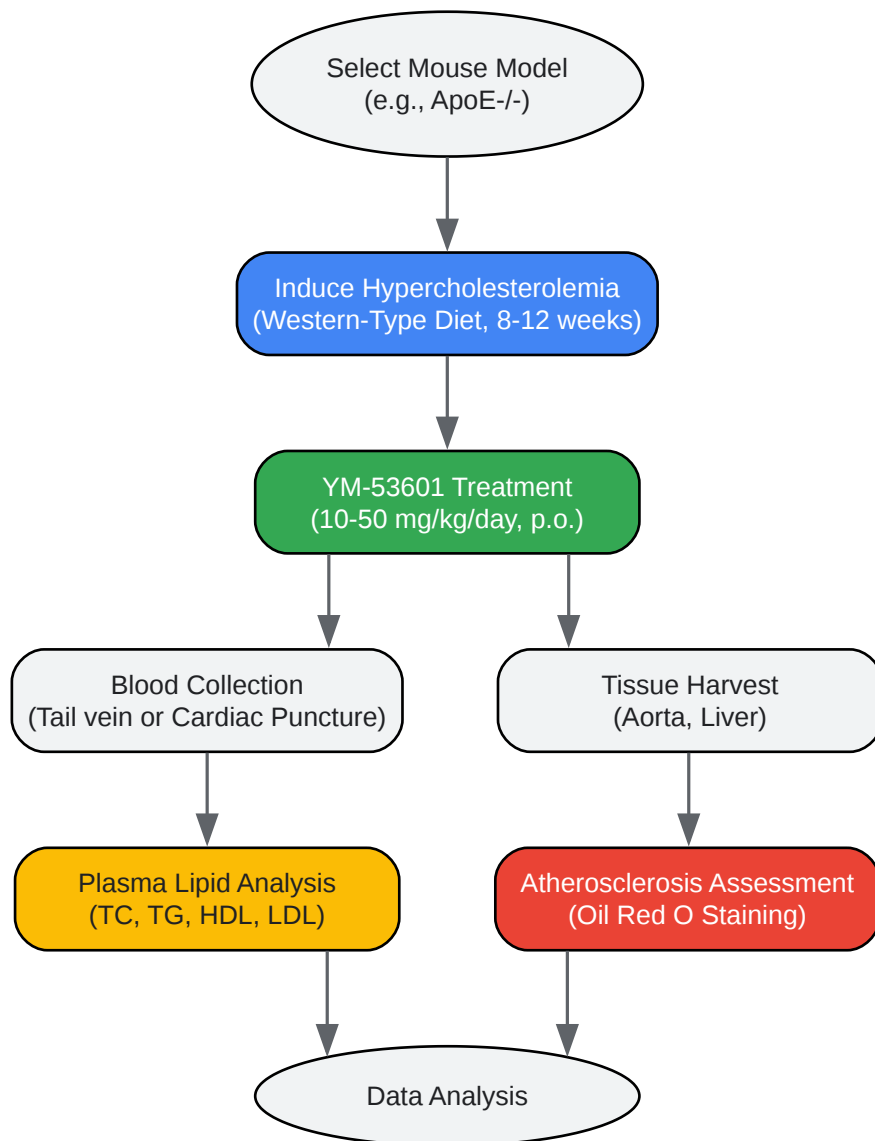 Select Mouse Model
(e.g., ApoE-/-)
Induce Hypercholesterolemia
(Western-Type Diet, 8-12 weeks)
YM-53601 Treatment
(10-50 mg/kg/day, p.o.)
Blood Collection
(Tail vein or Cardiac Puncture)
Tissue Harvest
(Aorta, Liver)
Plasma Lipid Analysis
(TC, TG, HDL, LDL)
Atherosclerosis Assessment
(Oil Red O Staining)
Data Analysis